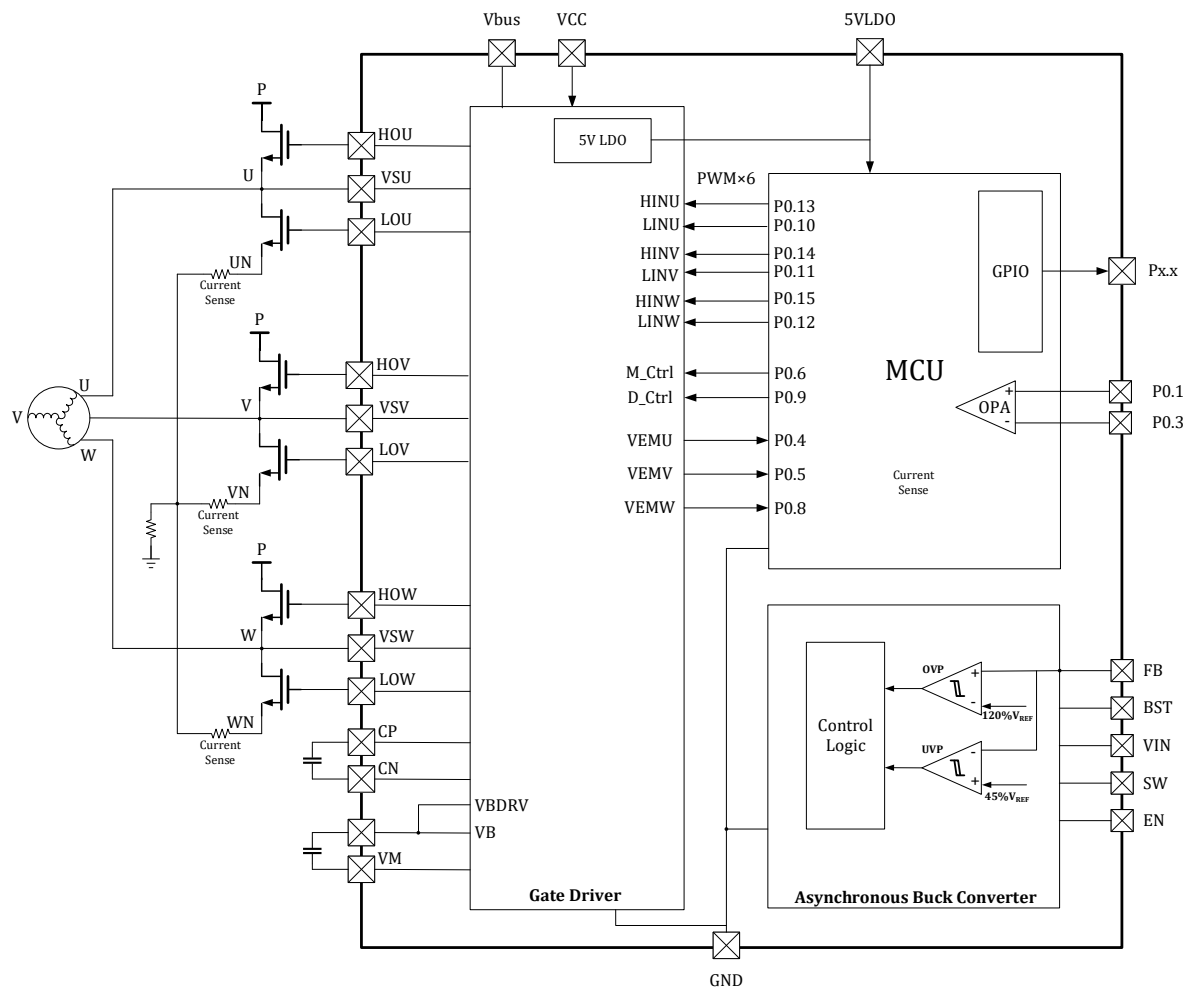 Vbus
VCC
5VLDO
P
HOU
5V LDO
U
VSU
PWM×6
HINU
P0.13
LOU
LINU
P0.10
UN
HINV
P0.14
GPIO
Px.x
Current
Sense
LINV
P0.11
HINW
P0.15
LINW
P0.12
P
HOV
M_Ctrl
P0.6
MCU
U
D_Ctrl
P0.9
+
P0.1
V
V
VSV
OPA
-
P0.3
W
LOV
VEMU
P0.4
VEMV
P0.5
Current
Sense
VN
Current
Sense
VEMW
P0.8
P
HOW
W
VSW
LOW
OVP
+
FB
WN
-
120%VREF
BST
Current
Sense
CP
Control
Logic
UVP
-
VIN
CN
+
45%VREF
SW
VBDRV
EN
VB
VM
Gate Driver
Asynchronous Buck Converter
GND